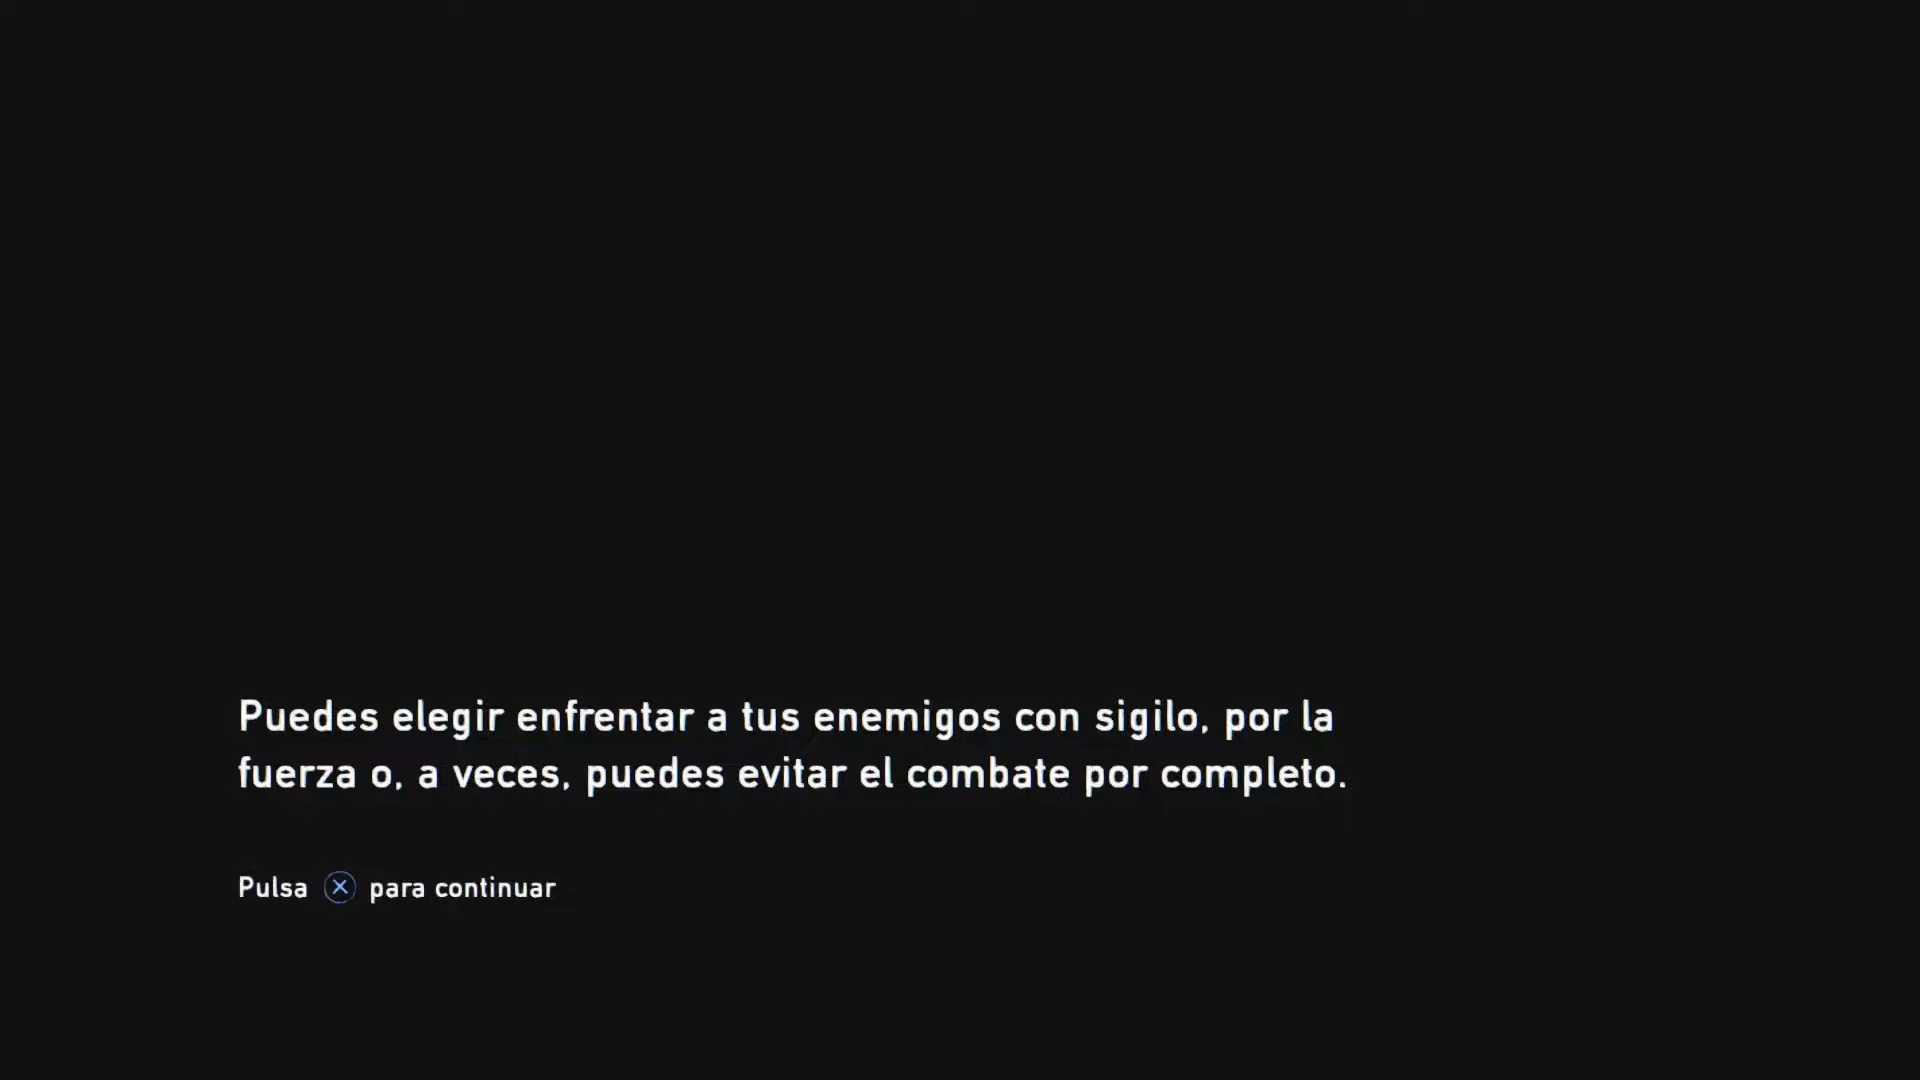 Puedes elegir enfrentar a tus enemigos con sigilo, por la
fuerza o, a veces, puedes evitar el combate por completo.
Pulsa ⓧ para continuar